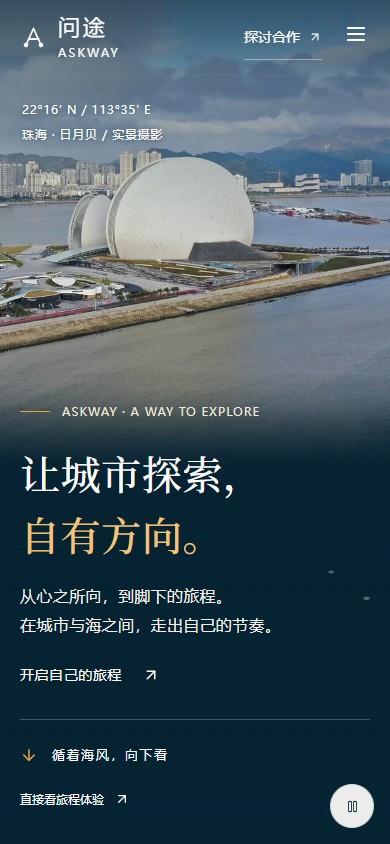 问途
ASKWAY
探讨合作
22°16′ N / 113°35′ E
珠海 · 日月贝 / 实景摄影
ASKWAY · A WAY TO EXPLORE
让城市探索，
自有方向。
从心之所向，到脚下的旅程。
在城市与海之间，走出自己的节奏。
开启自己的旅程
循着海风，向下看
直接看旅程体验